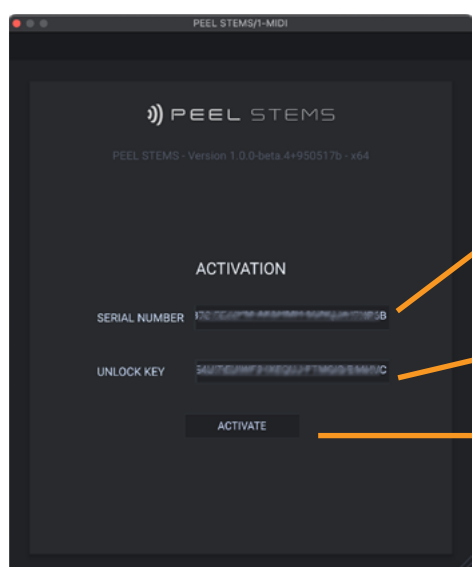 PEEL STEMS/1-MIDI
PEEL STEMS
PEEL STEMS - Version 1.0.0-beta.4+950517b - x64
ACTIVATION
SERIAL NUMBER
UNLOCK KEY
ACTIVATE